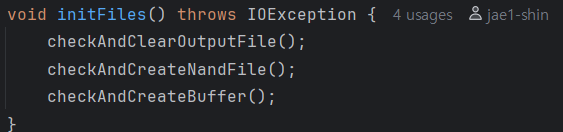 void initFiles() throws IOException {  4 usages  jae1-shin
    checkAndClearOutputFile();
    checkAndCreateNandFile();
    checkAndCreateBuffer();
}